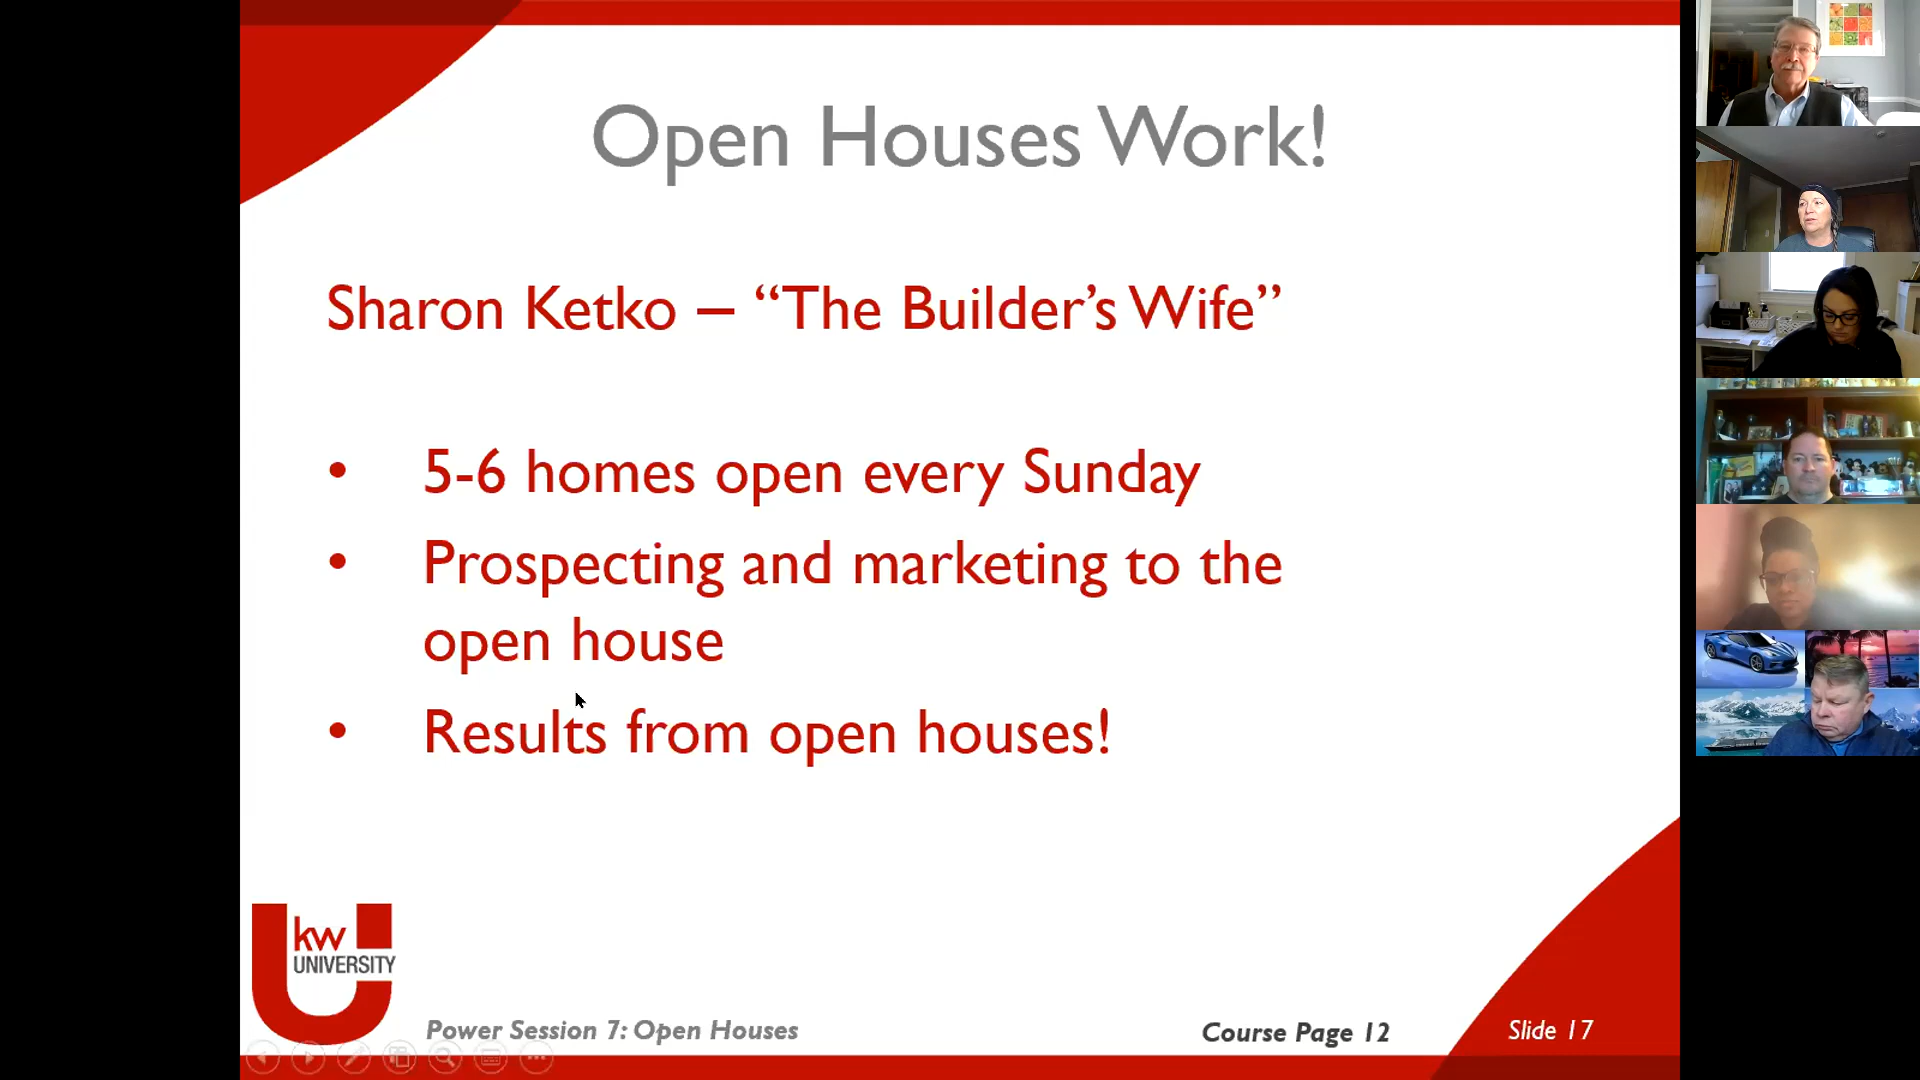 Open Houses Work!
Sharon Ketko – “The Builder’s Wife”
• 5-6 homes open every Sunday
• Prospecting and marketing to the
open house
• Results from open houses!
kw
UNIVERSITY
Power Session 7: Open Houses
Course Page 12
Slide 17